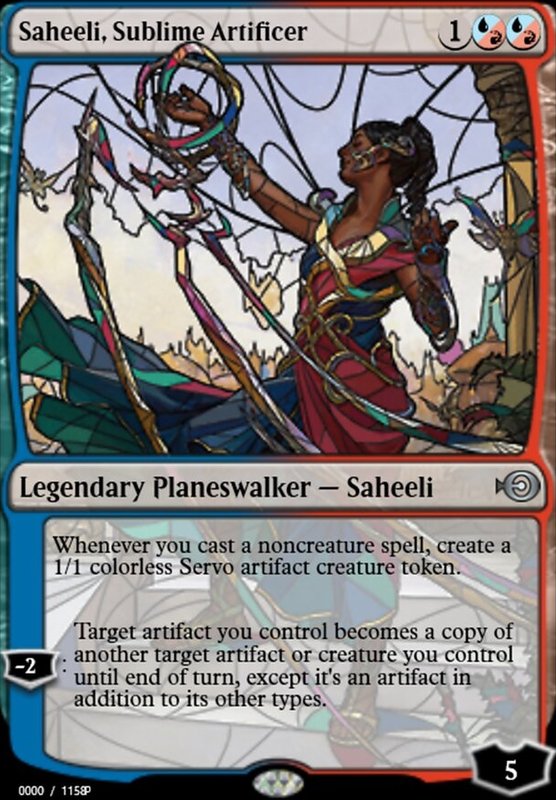 Saheeli, Sublime Artificer 1
Legendary Planeswalker — Saheeli
Whenever you cast a noncreature spell, create a
1/1 colorless Servo artifact creature token.
-2 : Target artifact you control becomes a copy of
another target artifact or creature you control
until end of turn, except it's an artifact in
addition to its other types.
5
0000 / 1158P